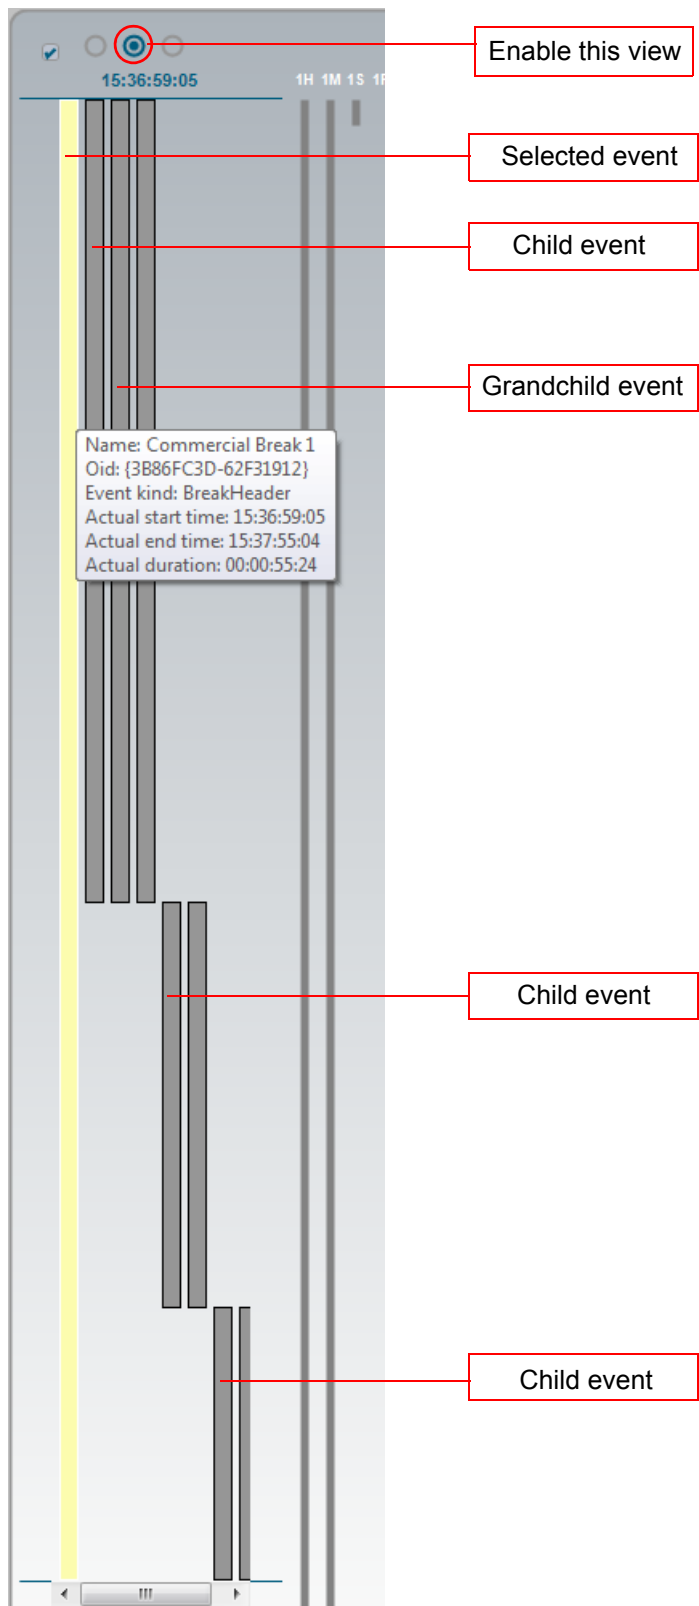 Enable this view
15:36:59:05
1H 1M 1S
Selected event
Child event
Grandchild event
Name: Commercial Break 1
Oid: {3B86FC3D-62F31912}
Event kind: BreakHeader
Actual start time: 15:36:59:05
Actual end time: 15:37:55:04
Actual duration: 00:00:55:24
Child event
Child event